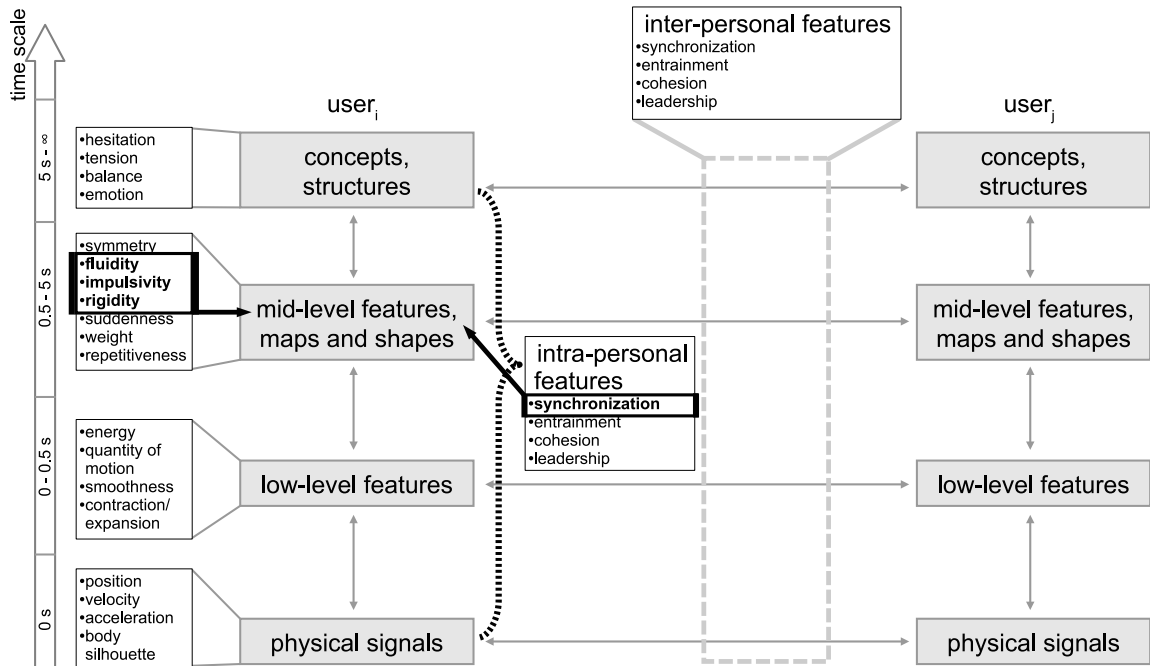 time scale
5 s - ∞
0.5 - 5 s
0 - 0.5 s
0 s
user i
•hesitation
•tension
•balance
•emotion
concepts,
structures
•symmetry
•fluidity
•impulsivity
•rigidity
•suddenness
•weight
•repetitiveness
mid-level features,
maps and shapes
•energy
•quantity of
motion
•smoothness
•contraction/
expansion
low-level features
•position
•velocity
•acceleration
•body
silhouette
physical signals
intra-personal
features
•synchronization
•entrainment
•cohesion
•leadership
inter-personal features
•synchronization
•entrainment
•cohesion
•leadership
user j
concepts,
structures
mid-level features,
maps and shapes
low-level features
physical signals